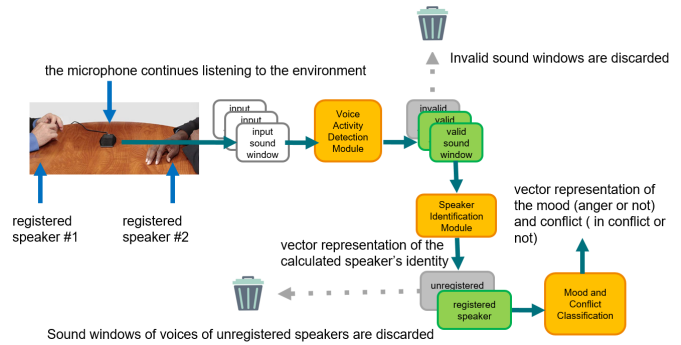 Invalid sound windows are discarded
the microphone continues listening to the environment
input
input
input
sound
window
Voice
Activity
Detection
Module
invalid
valid
valid
sound
window
registered
speaker #1
registered
speaker #2
Speaker
Identification
Module
vector representation of
the mood (anger or not)
and conflict ( in conflict or
not)
vector representation of the
calculated speaker's identity
unregistered
registered
speaker
Mood and
Conflict
Classification
Sound windows of voices of unregistered speakers are discarded